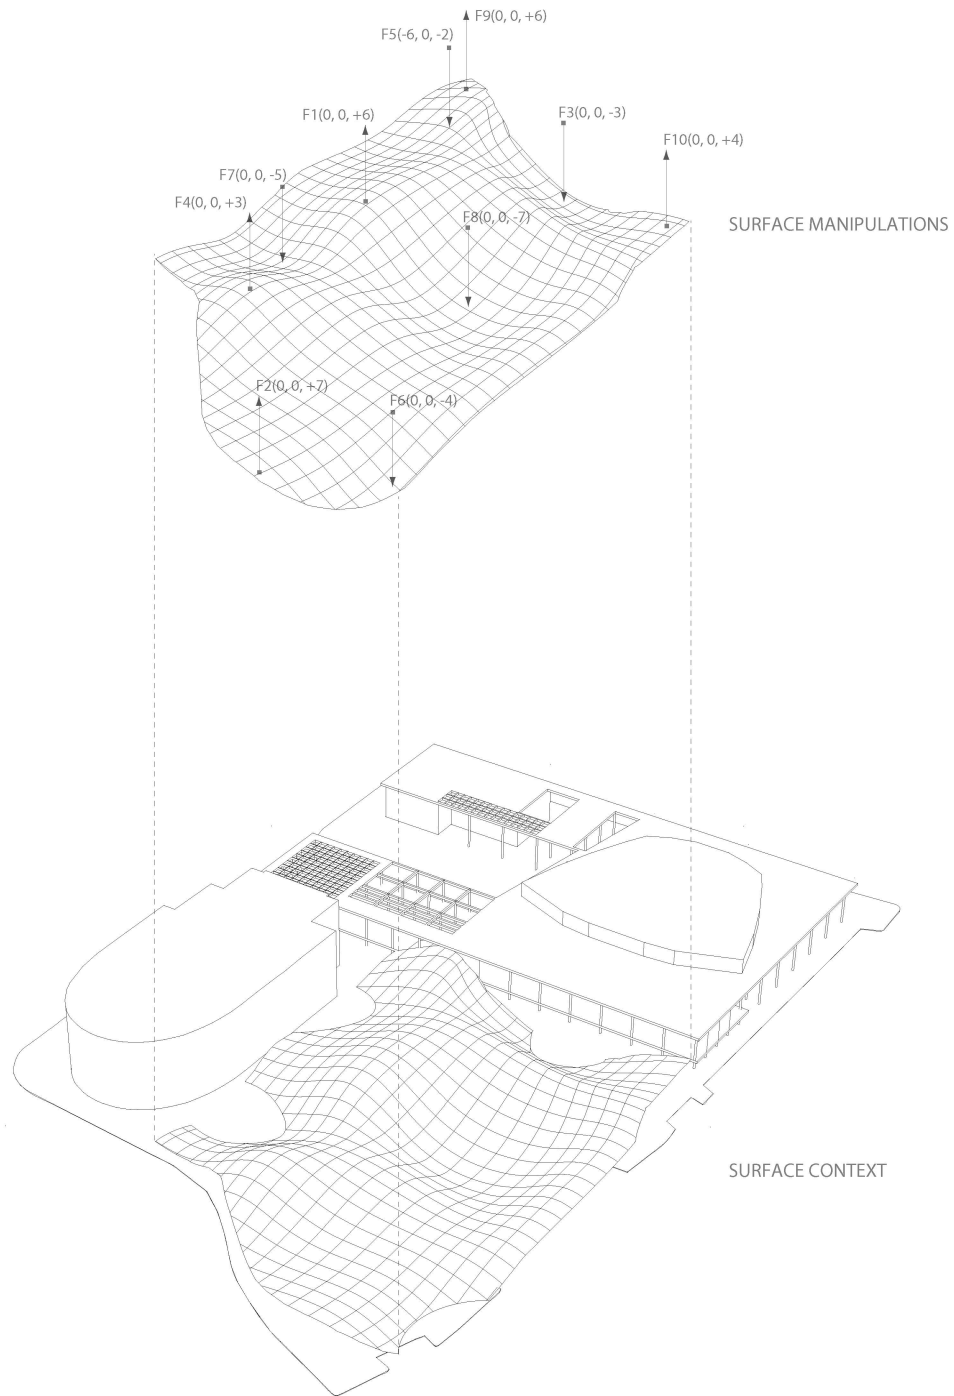 F9(0, 0, +6)
F5(-6, 0, -2)
F1(0, 0, +6)
F3(0, 0, -3)
F10(0, 0, +4)
F7(0, 0, -5)
F4(0, 0, +3)
F8(0, 0, -7)
SURFACE MANIPULATIONS
F2(0, 0, +7)
F6(0, 0, -4)
SURFACE CONTEXT